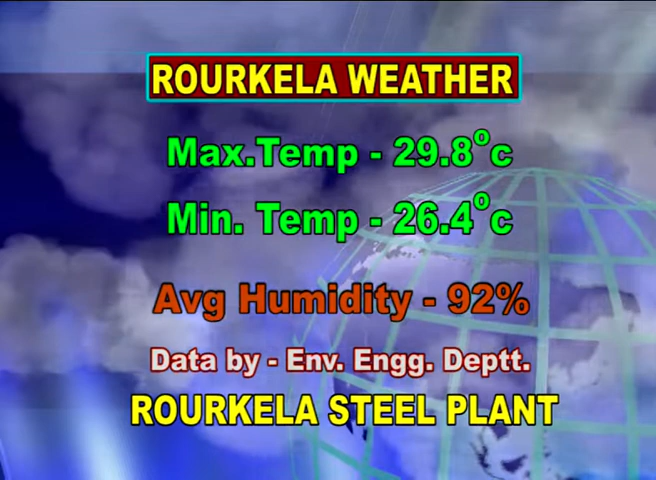 ROURKELA WEATHER
Max.Temp - 29.8°c
Min. Temp - 26.4°c
Avg Humidity - 92%
Data by - Env. Engg. Deptt.
ROURKELA STEEL PLANT